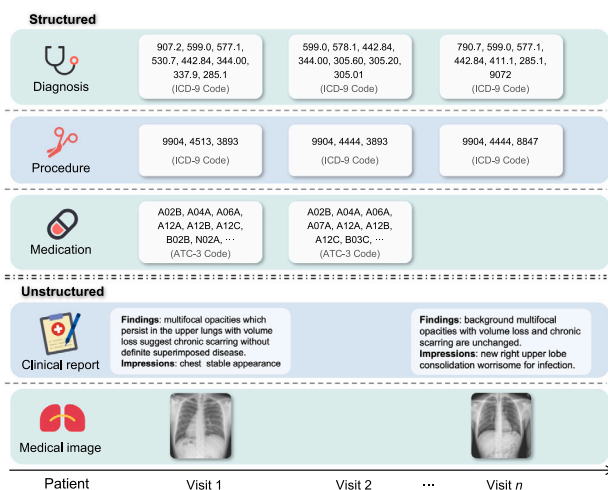 Structured
Diagnosis
907.2, 599.0, 577.1,
530.7, 442.84, 344.00,
337.9, 285.1
(ICD-9 Code)
599.0, 578.1, 442.84,
344.00, 305.60, 305.20,
305.01
(ICD-9 Code)
790.7, 599.0, 577.1,
442.84, 411.1, 285.1,
9072
(ICD-9 Code)
Procedure
9904, 4513, 3893
(ICD-9 Code)
9904, 4444, 3893
(ICD-9 Code)
9904, 4444, 8847
(ICD-9 Code)
Medication
A02B, A04A, A06A,
A12A, A12B, A12C,
B02B, N02A, ···
(ATC-3 Code)
A02B, A04A, A06A,
A07A, A12A, A12B,
A12C, B03C, ···
(ATC-3 Code)
Unstructured
Clinical report
Findings: multifocal opacities which
persist in the upper lungs with volume
loss suggest chronic scarring without
definite superimposed disease.
Impressions: chest stable appearance
Findings: background multifocal
opacities with volume loss and chronic
scarring are unchanged.
Impressions: new right upper lobe
consolidation worrisome for infection.
Medical image
Patient Visit 1 Visit 2 ··· Visit n